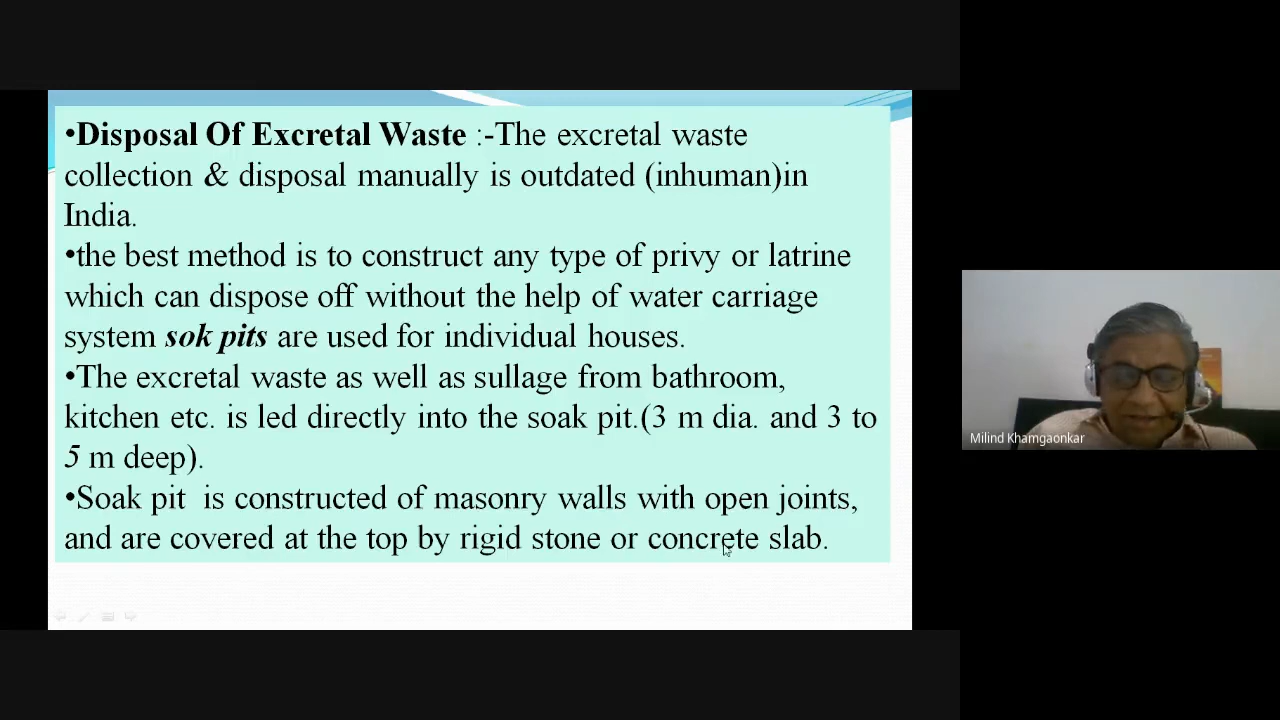 •Disposal Of Excretal Waste :-The excretal waste
collection & disposal manually is outdated (inhuman)in
India.
•the best method is to construct any type of privy or latrine
which can dispose off without the help of water carriage
system sok pits are used for individual houses.
•The excretal waste as well as sullage from bathroom,
kitchen etc. is led directly into the soak pit.(3 m dia. and 3 to
5 m deep).
•Soak pit is constructed of masonry walls with open joints,
and are covered at the top by rigid stone or concrete slab.
Milind Khamgaonkar